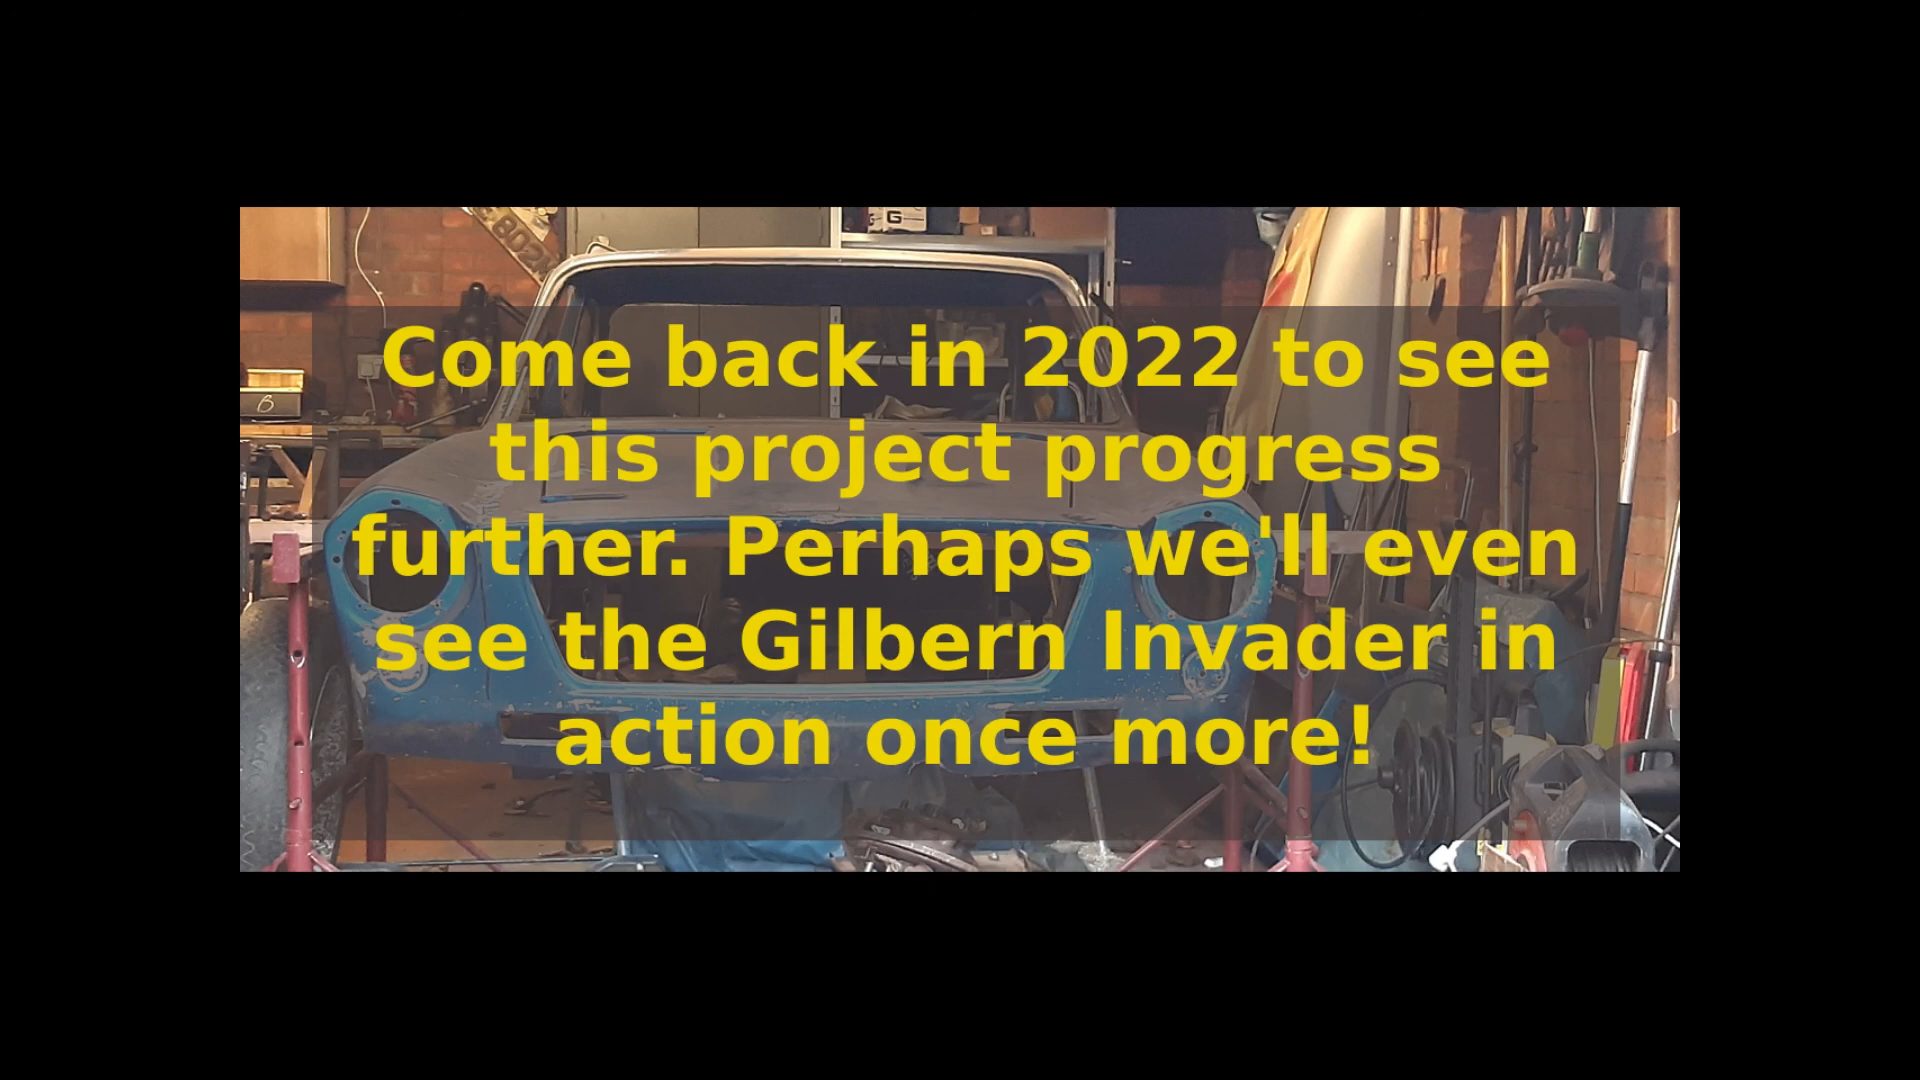 802
G
Come back in 2022 to see
this project progress
further. Perhaps we'll even
see the Gilbern Invader in
action once more!